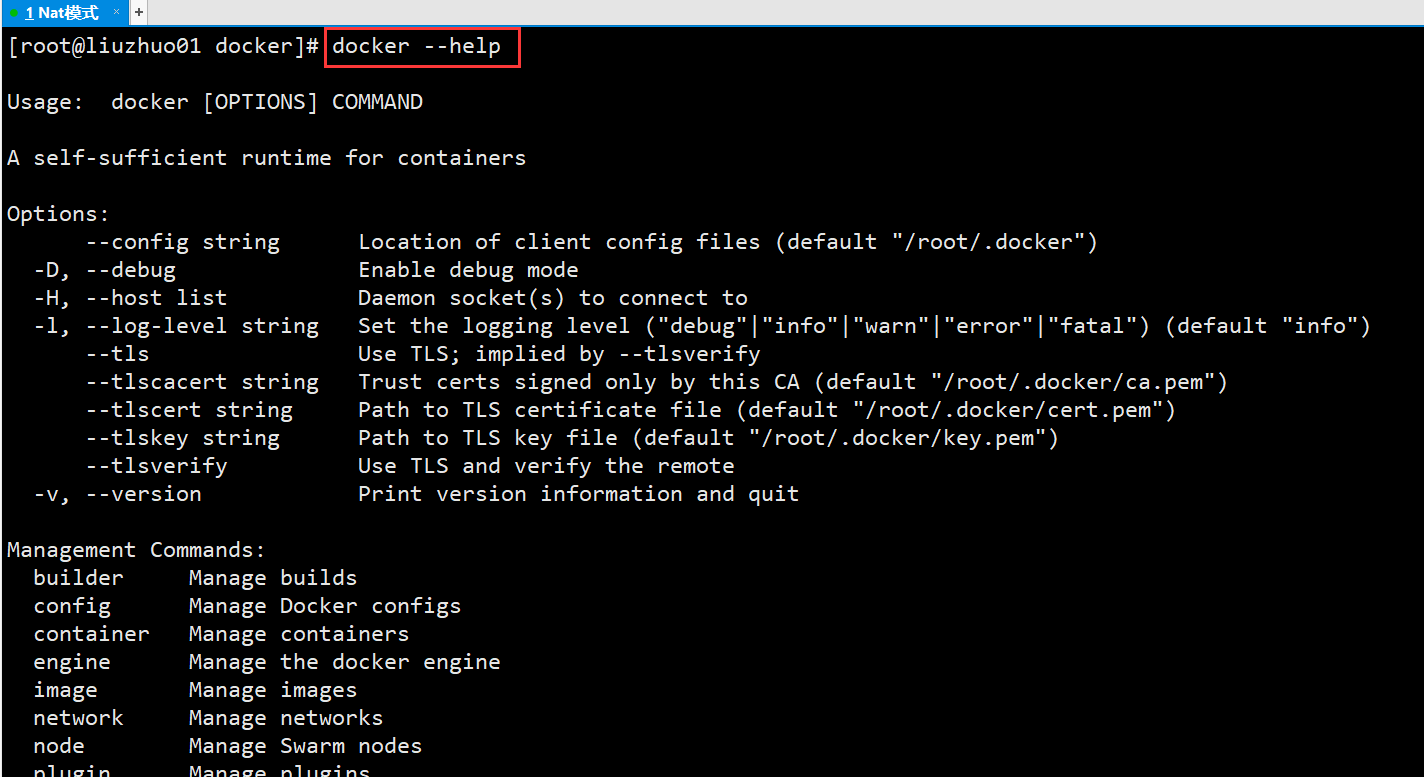 1 Nat模式 × +
[root@liuzhuo01 docker]# docker --help
Usage:  docker [OPTIONS] COMMAND
A self-sufficient runtime for containers
Options:
      --config string      Location of client config files (default "/root/.docker")
  -D, --debug              Enable debug mode
  -H, --host list          Daemon socket(s) to connect to
  -l, --log-level string   Set the logging level ("debug"|"info"|"warn"|"error"|"fatal") (default "info")
      --tls                Use TLS; implied by --tlsverify
      --tlscacert string   Trust certs signed only by this CA (default "/root/.docker/ca.pem")
      --tlscert string     Path to TLS certificate file (default "/root/.docker/cert.pem")
      --tlskey string      Path to TLS key file (default "/root/.docker/key.pem")
      --tlsverify          Use TLS and verify the remote
  -v, --version            Print version information and quit
Management Commands:
  builder     Manage builds
  config      Manage Docker configs
  container   Manage containers
  engine      Manage the docker engine
  image       Manage images
  network     Manage networks
  node        Manage Swarm nodes
  plugin      Manage plugins